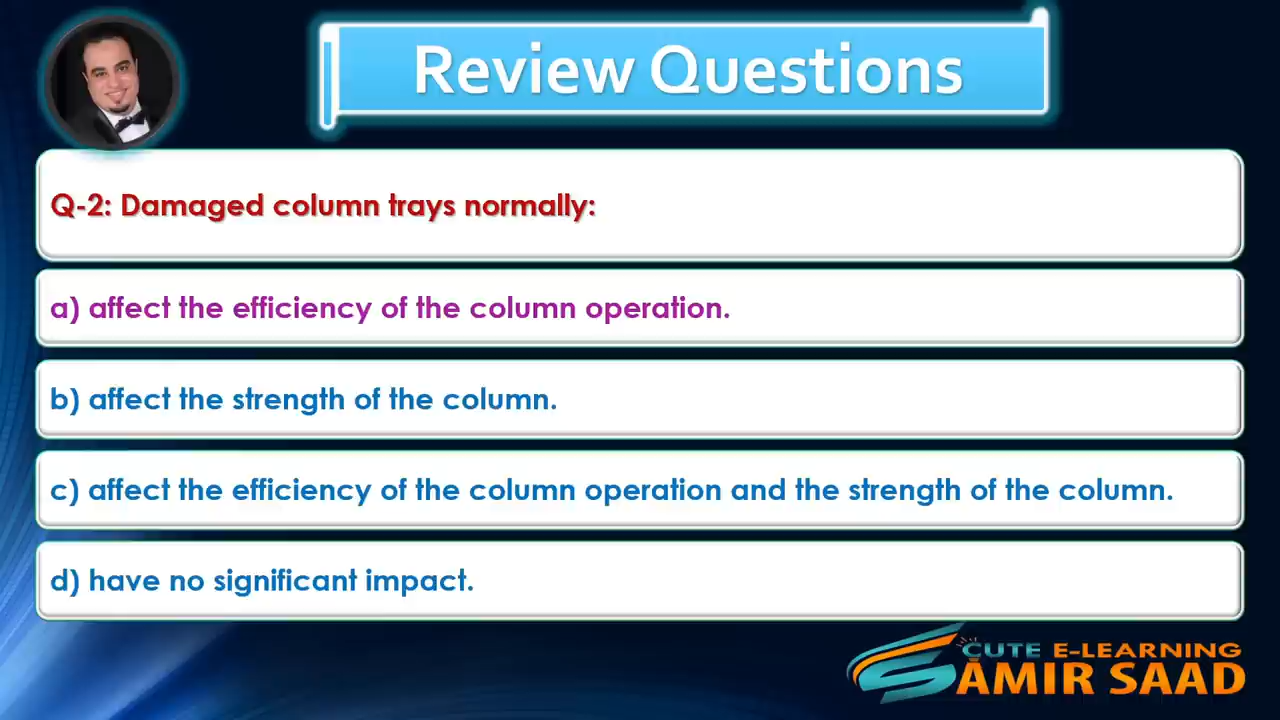 Review Questions
Q-2: Damaged column trays normally:
a) affect the efficiency of the column operation.
b) affect the strength of the column.
c) affect the efficiency of the column operation and the strength of the column.
d) have no significant impact.
CUTE E-LEARNING
AMIR SAAD